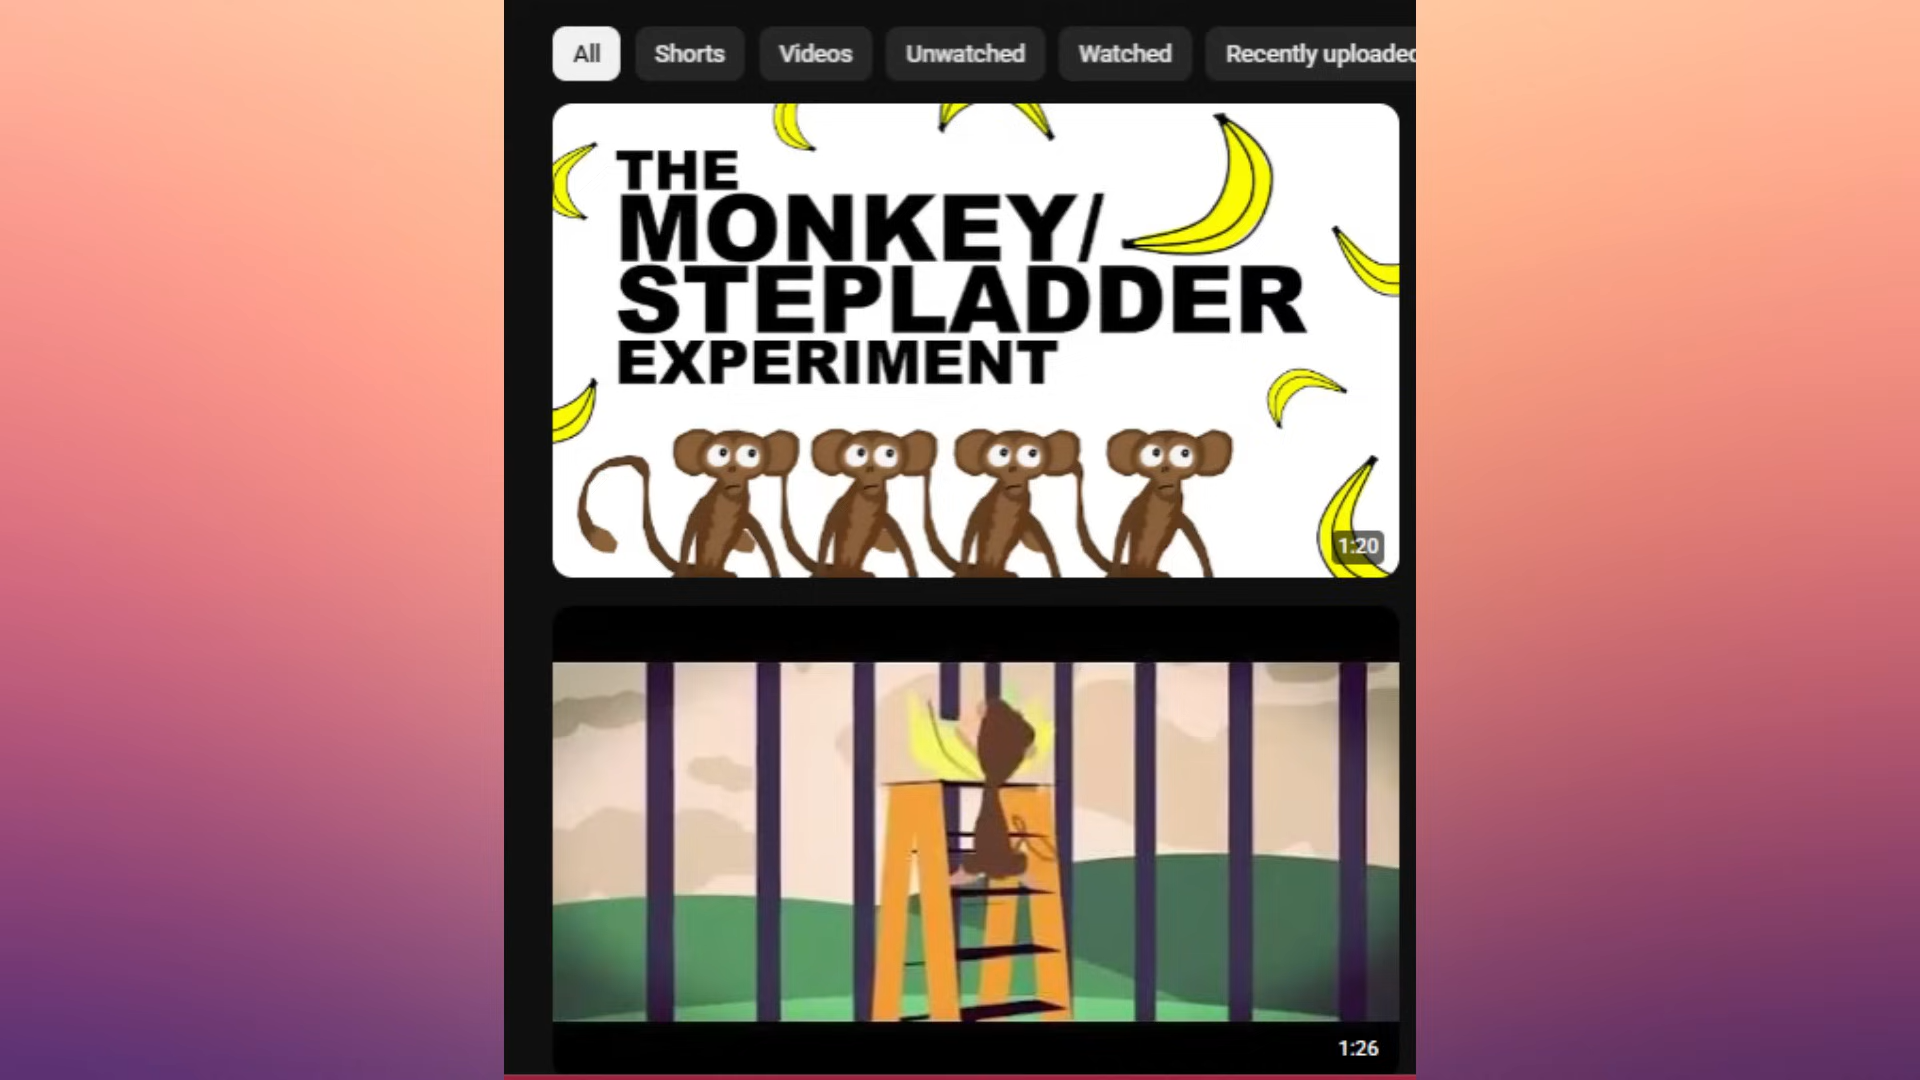 All Shorts Videos Unwatched Watched Recently uploaded
THE
MONKEY/
STEPLADDER
EXPERIMENT
1:20
1:26